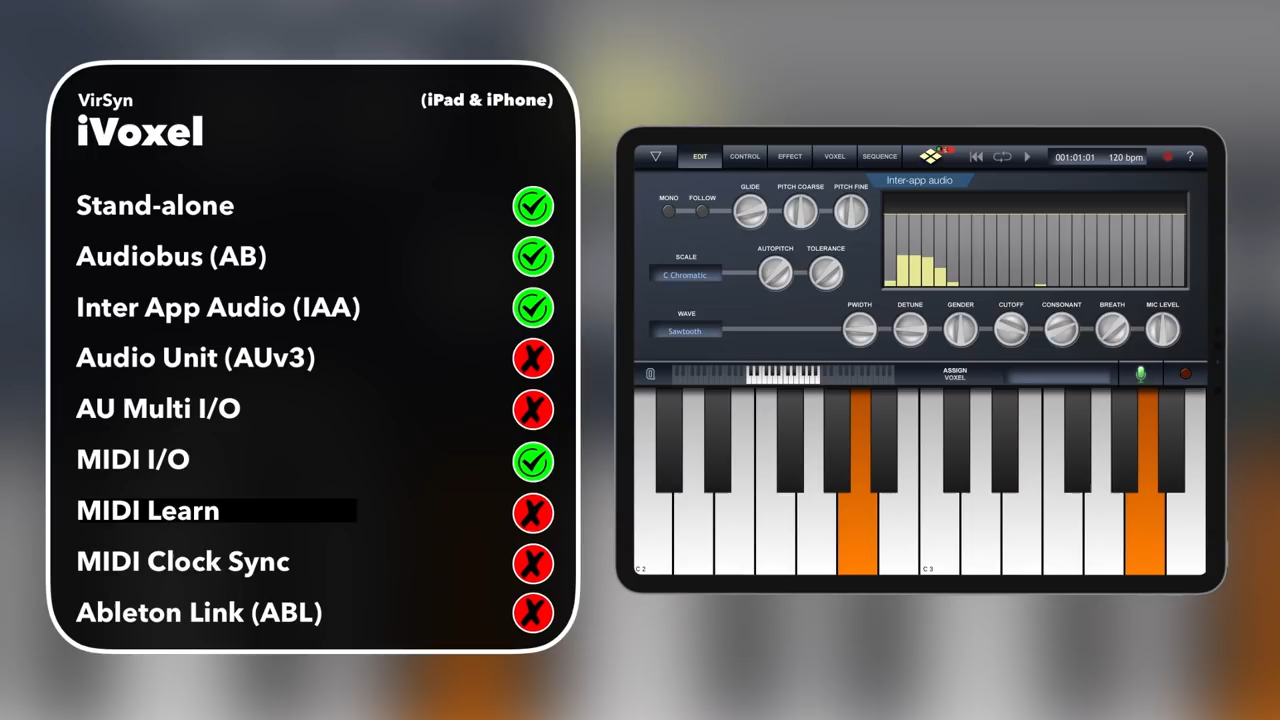 VirSyn
(iPad & iPhone)
iVoxel
Stand-alone
Audiobus (AB)
Inter App Audio (IAA)
Audio Unit (AUv3)
AU Multi I/O
MIDI I/O
MIDI Learn
MIDI Clock Sync
Ableton Link (ABL)
EDIT CONTROL EFFECT VOXEL SEQUENCE 001:01:01 120 bpm ?
Inter-app audio
MONO FOLLOW GLIDE PITCH COARSE PITCH FINE
SCALE AUTOPITCH TOLERANCE
C Chromatic
WAVE PWIDTH DETUNE GENDER CUTOFF CONSONANT BREATH MIC LEVEL
Sawtooth
ASSIGN
VOXEL
C 2 C 3